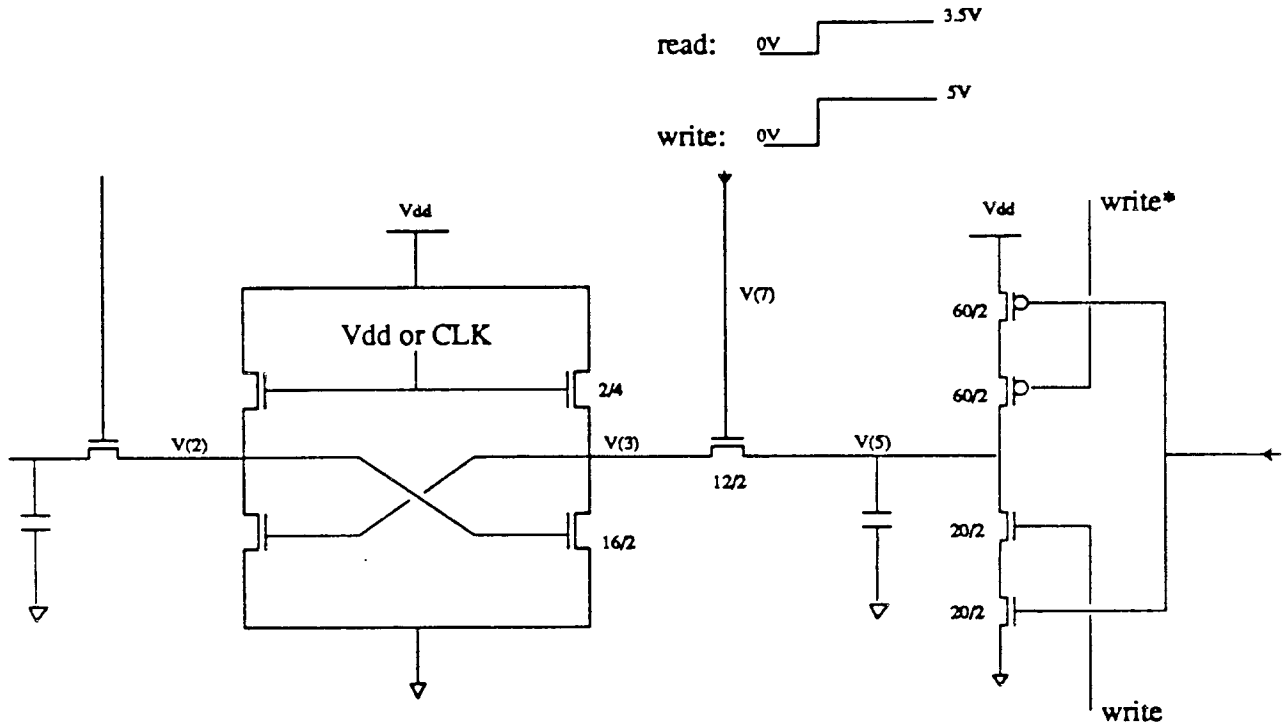 read: 0V 3.5V
write: 0V 5V
Vdd
Vdd
write*
V(7)
60/2
Vdd or CLK
2/4
60/2
V(2)
V(3)
V(5)
12/2
16/2
20/2
20/2
write